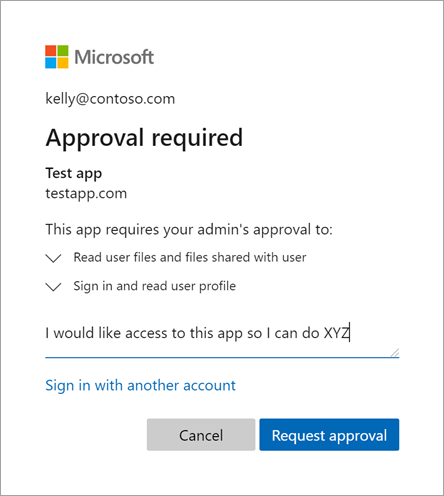 Microsoft
kelly@contoso.com
Approval required
Test app
testapp.com
This app requires your admin's approval to:
Read user files and files shared with user
Sign in and read user profile
I would like access to this app so I can do XYZ
Sign in with another account
Cancel
Request approval